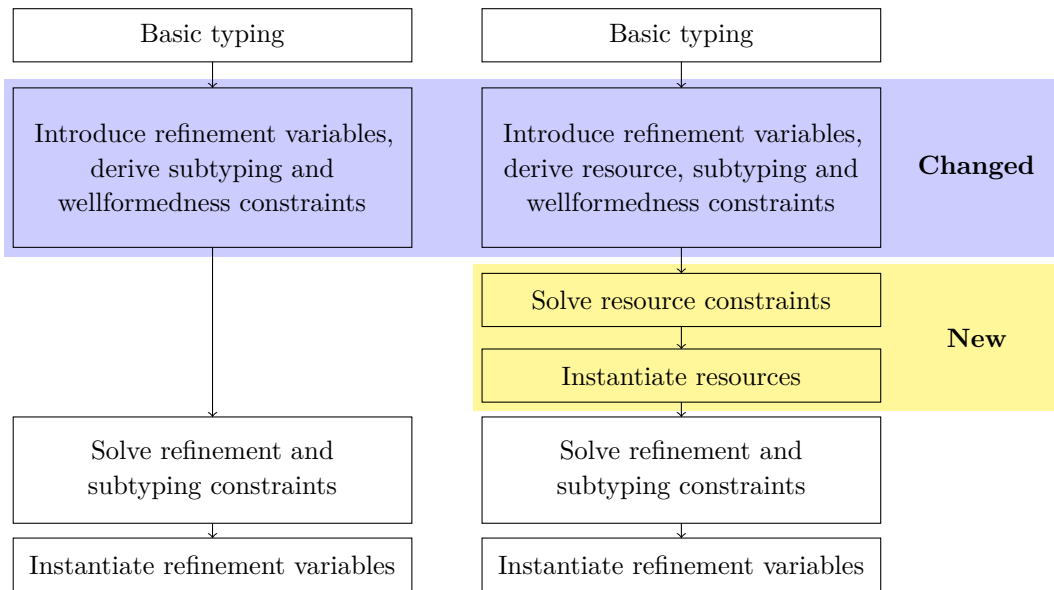 Basic typing
Basic typing
Introduce refinement variables,
derive subtyping and
wellformedness constraints
Introduce refinement variables,
derive resource, subtyping and
wellformedness constraints
Changed
Solve resource constraints
New
Instantiate resources
Solve refinement and
subtyping constraints
Solve refinement and
subtyping constraints
Instantiate refinement variables
Instantiate refinement variables